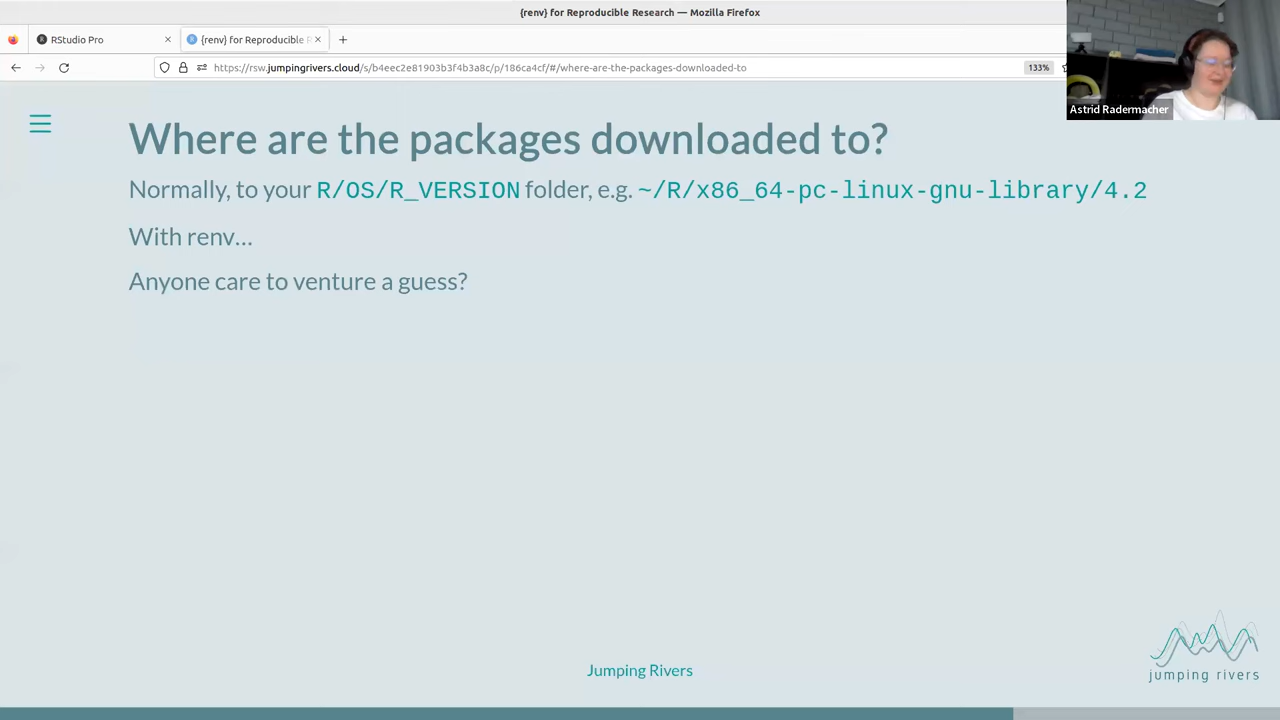 {renv} for Reproducible Research — Mozilla Firefox
RStudio Pro
{renv} for Reproducible R
https://rsw.jumpingrivers.cloud/s/b4eec2e81903b3f4b3a8c/p/186ca4cf/#/where-are-the-packages-downloaded-to
133%
Astrid Radermacher
Where are the packages downloaded to?
Normally, to your R/OS/R_VERSION folder, e.g. ~/R/x86_64-pc-linux-gnu-library/4.2
With renv…
Anyone care to venture a guess?
Jumping Rivers
jumping rivers